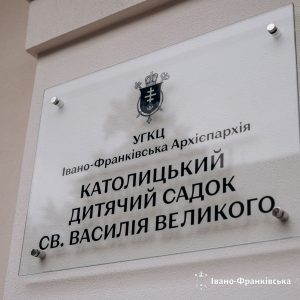 УГКЦ
Івано-Франківська Архієпархія
КАТОЛИЦЬКИЙ
ДИТЯЧИЙ САДОК
СВ. ВАСИЛІЯ ВЕЛИКОГО
Івано-Франківська